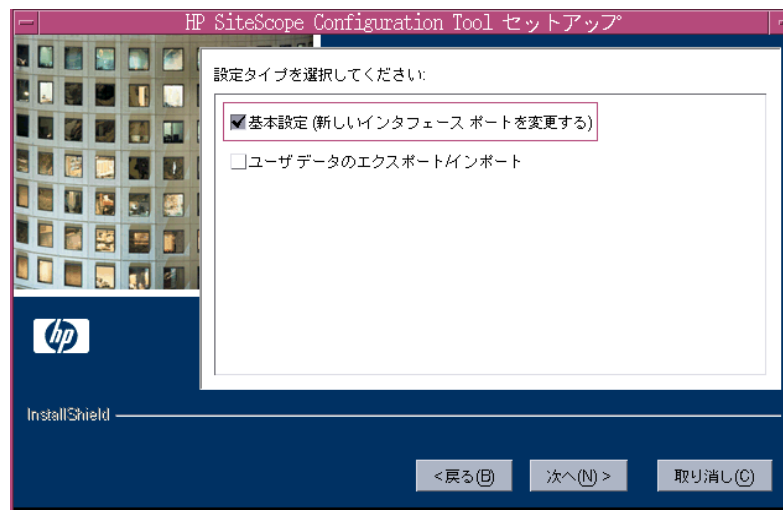 HP SiteScope Configuration Tool セットアップ
設定タイプを選択してください:
基本設定 (新しいインタフェース ポートを変更する)
ユーザ データのエクスポート/インポート
hp
InstallShield
<戻る(B)
次へ(N) >
取り消し(C)